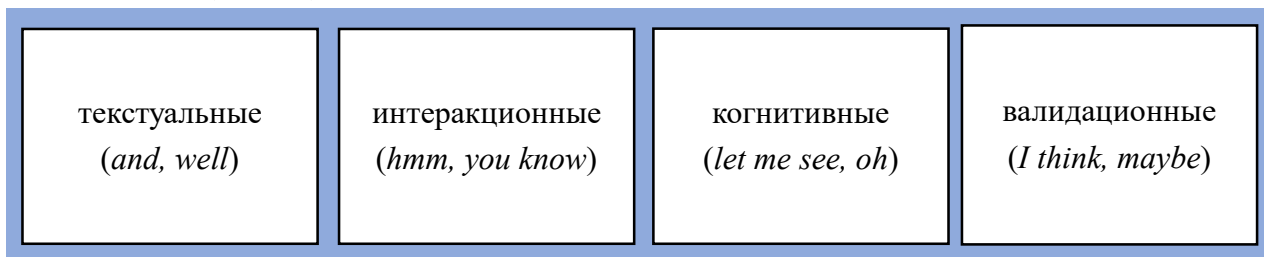 текстуальные
(and, well)
интеракционные
(hmm, you know)
когнитивные
(let me see, oh)
валидационные
(I think, maybe)